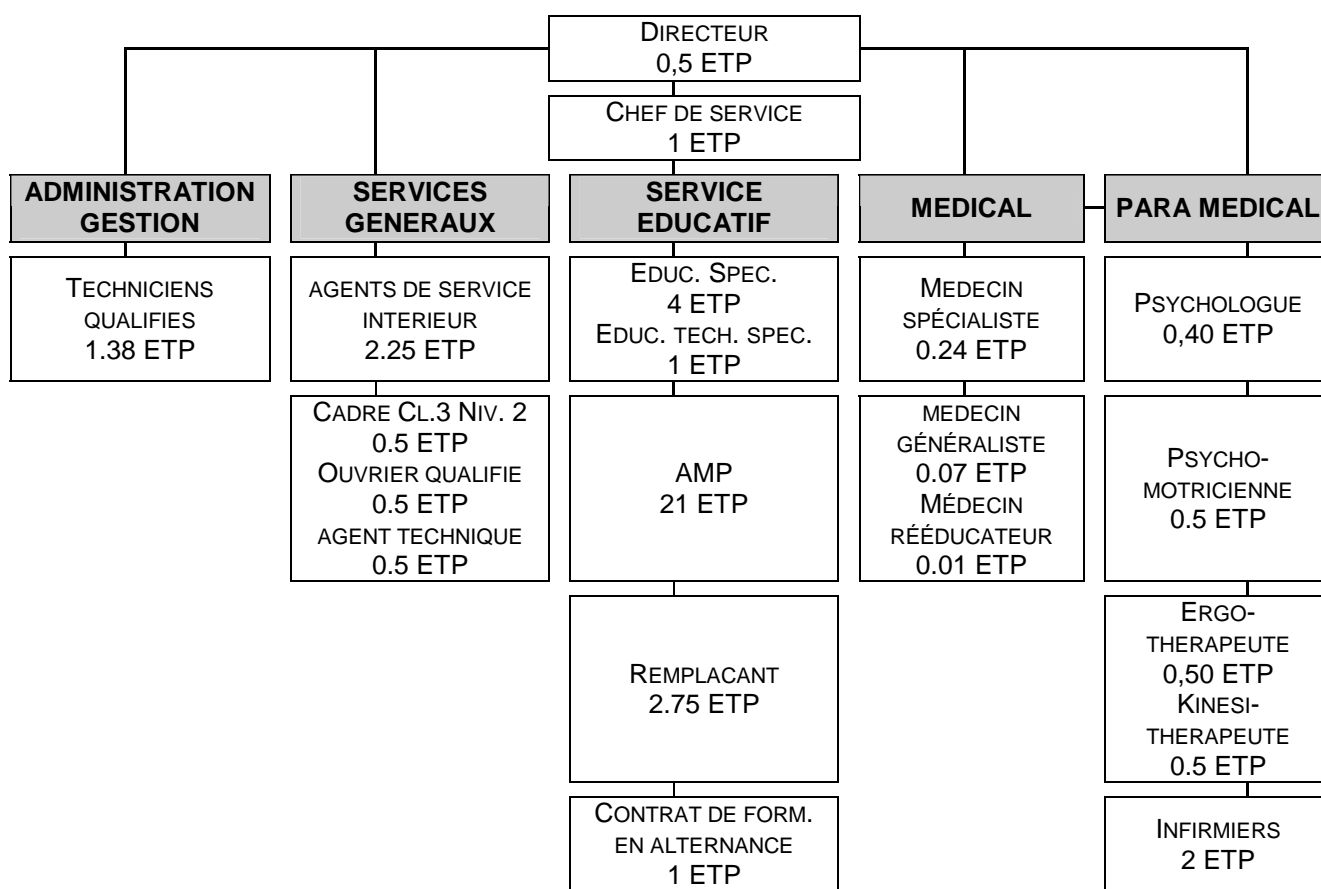 DIRECTEUR
0,5 ETP
CHEF DE SERVICE
1 ETP
ADMINISTRATION
GESTION
SERVICES
GENERAUX
SERVICE
EDUCATIF
MEDICAL
PARA MEDICAL
TECHNICIENS
QUALIFIES
1.38 ETP
AGENTS DE SERVICE
INTERIEUR
2.25 ETP
EDUC. SPEC.
4 ETP
EDUC. TECH. SPEC.
1 ETP
MEDECIN
SPÉCIALISTE
0.24 ETP
PSYCHOLOGUE
0,40 ETP
CADRE CL.3 NIV. 2
0.5 ETP
OUVRIER QUALIFIE
0.5 ETP
AGENT TECHNIQUE
0.5 ETP
AMP
21 ETP
MEDECIN
GÉNÉRALISTE
0.07 ETP
MÉDECIN
RÉÉDUCATEUR
0.01 ETP
PSYCHO-
MOTRICIENNE
0.5 ETP
REMPLACANT
2.75 ETP
ERGO-
THERAPEUTE
0,50 ETP
KINESI-
THERAPEUTE
0.5 ETP
CONTRAT DE FORM.
EN ALTERNANCE
1 ETP
INFIRMIERS
2 ETP